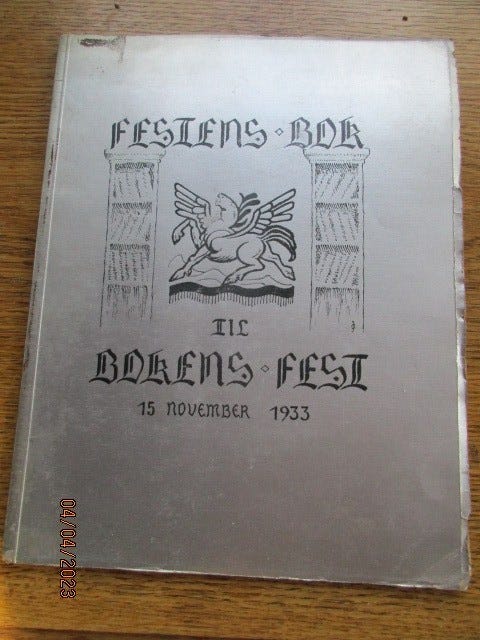 FESTENS · BOK
TIL
BOKENS · FEST
15 NOVEMBER 1933
04/04/2023